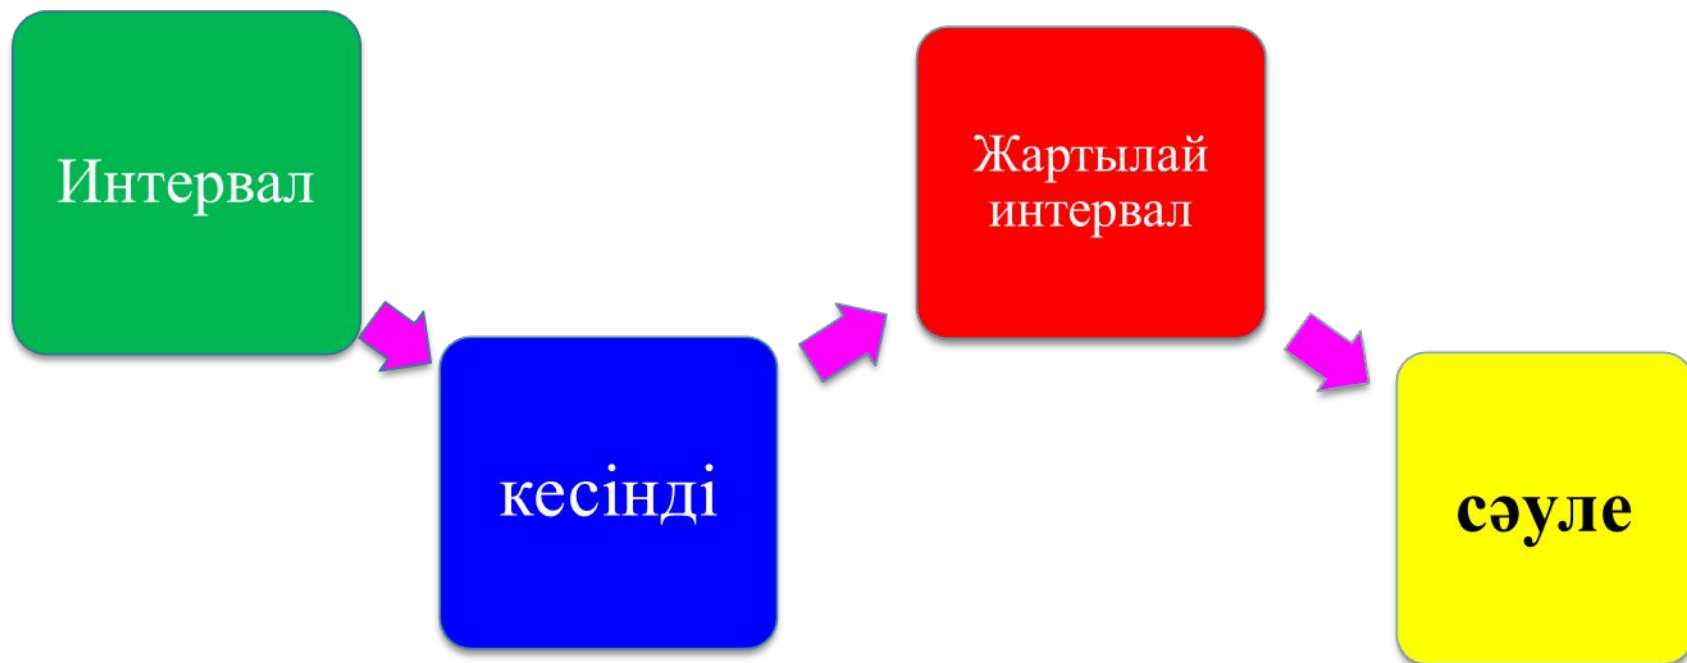 Интервал
кесінді
Жартылай
интервал
сәуле